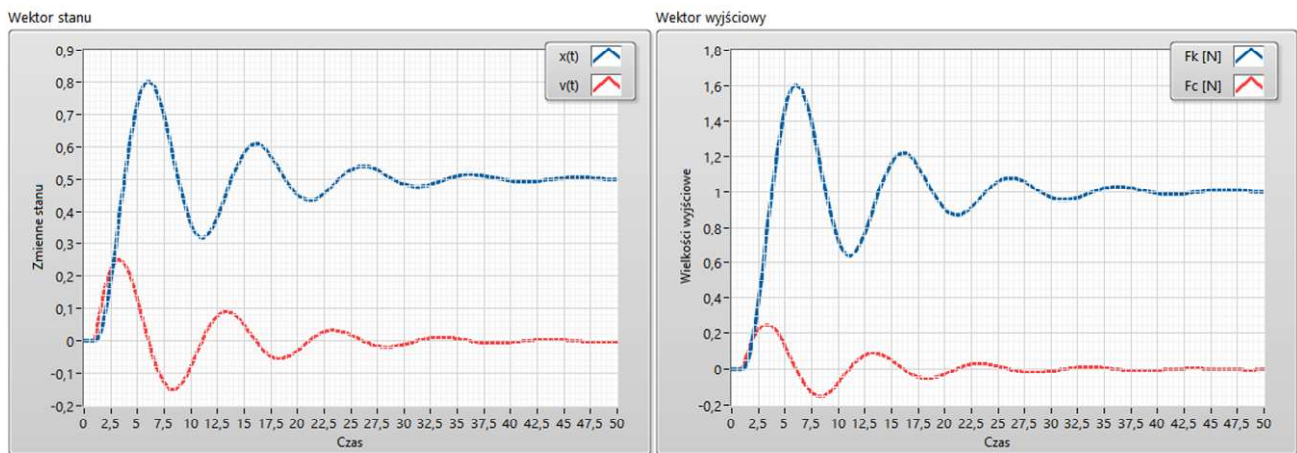 Wektor stanu
0,9
0,8
0,7
0,6
0,5
0,4
0,3
0,2
0,1
0
-0,1
-0,2
Zmienne stanu
x(t)
v(t)
0 2,5 5 7,5 10 12,5 15 17,5 20 22,5 25 27,5 30 32,5 35 37,5 40 42,5 45 47,5 50
Czas
Wektor wyjściowy
1,8
1,6
1,4
1,2
1
0,8
0,6
0,4
0,2
0
-0,2
Wielkości wyjściowe
Fk [N]
Fc [N]
0 2,5 5 7,5 10 12,5 15 17,5 20 22,5 25 27,5 30 32,5 35 37,5 40 42,5 45 47,5 50
Czas